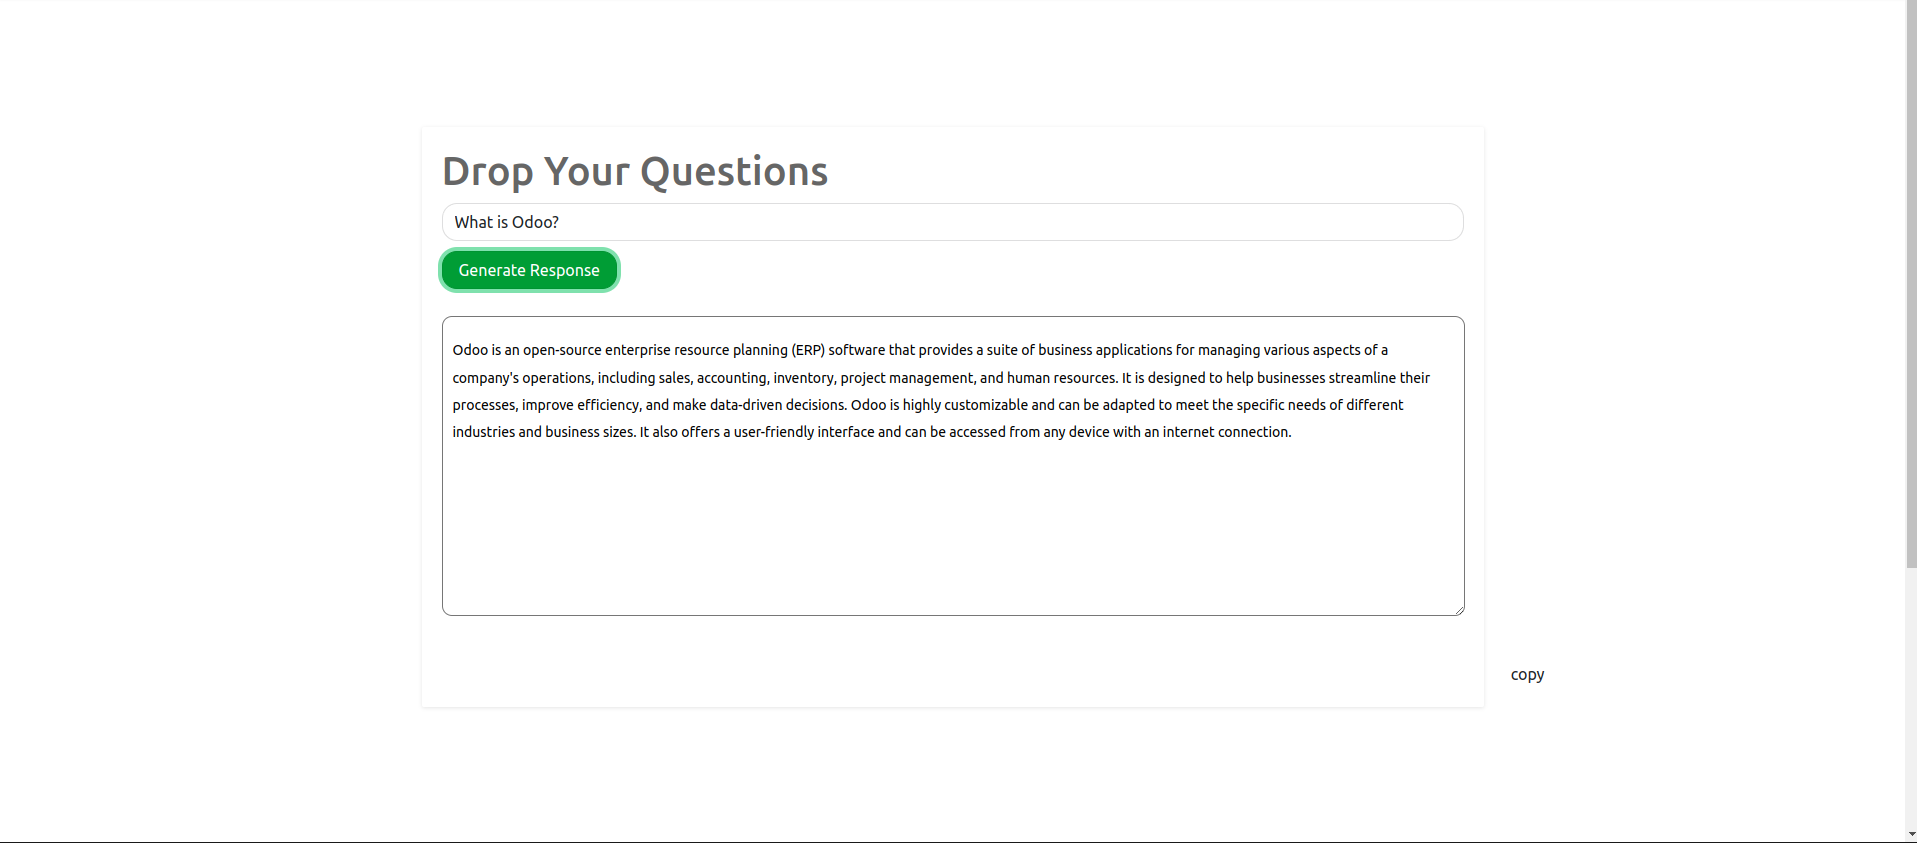 Drop Your Questions
What is Odoo?
Generate Response
Odoo is an open-source enterprise resource planning (ERP) software that provides a suite of business applications for managing various aspects of a
company's operations, including sales, accounting, inventory, project management, and human resources. It is designed to help businesses streamline their
processes, improve efficiency, and make data-driven decisions. Odoo is highly customizable and can be adapted to meet the specific needs of different
industries and business sizes. It also offers a user-friendly interface and can be accessed from any device with an internet connection.
copy